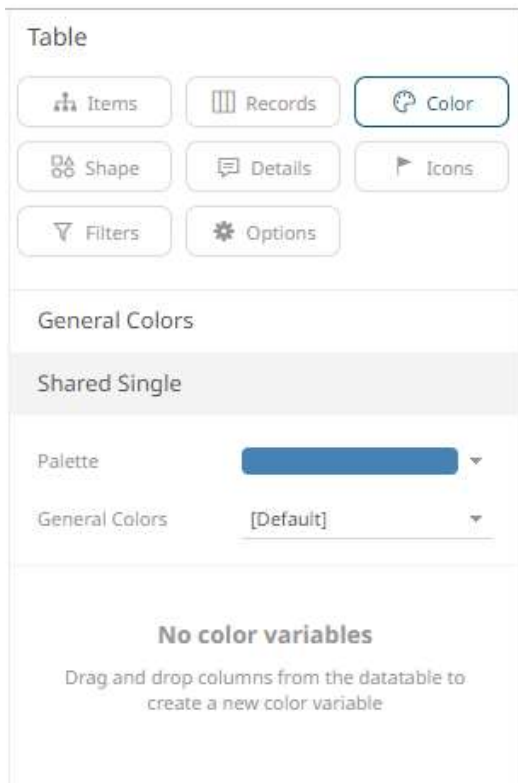 Table
Items Records Color
Shape Details Icons
Filters Options
General Colors
Shared Single
Palette
General Colors [Default]
No color variables
Drag and drop columns from the datatable to
create a new color variable